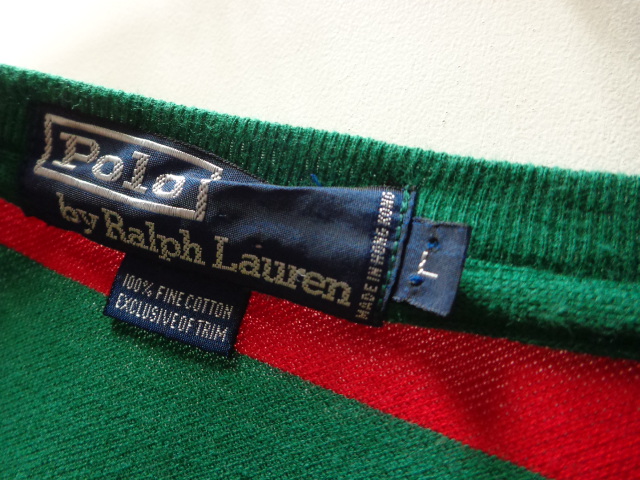 Polo
by Ralph Lauren
MADE IN HONG KONG
L
100% FINE COTTON
EXCLUSIVE OF TRIM